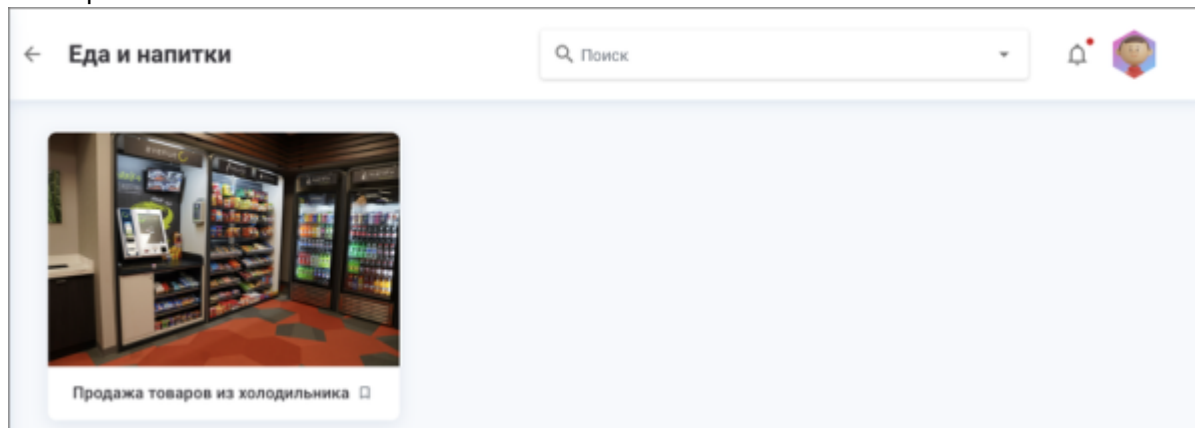 Еда и напитки
Поиск
Продажа товаров из холодильника